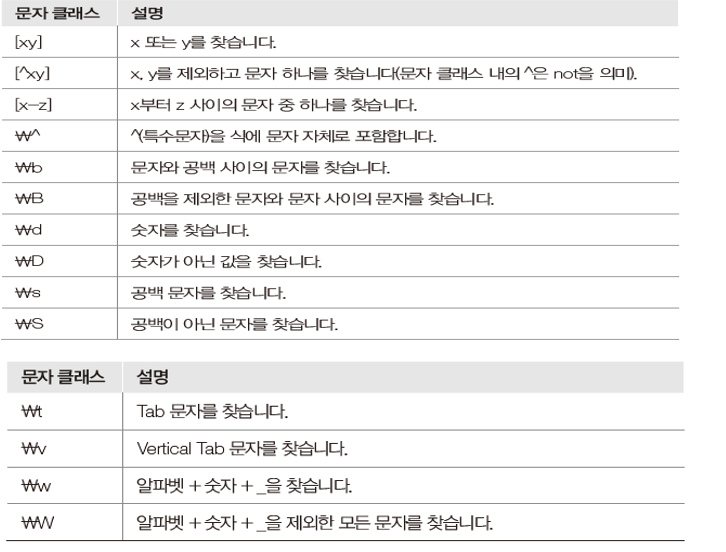 문자 클래스 설명
[xy] x 또는 y를 찾습니다.
[^xy] x, y를 제외하고 문자 하나를 찾습니다(문자 클래스 내의 ^은 not을 의미).
[x-z] x부터 z 사이의 문자 중 하나를 찾습니다.
₩^ ^(특수문자)을 식에 문자 자체로 포함합니다.
₩b 문자와 공백 사이의 문자를 찾습니다.
₩B 공백을 제외한 문자와 문자 사이의 문자를 찾습니다.
₩d 숫자를 찾습니다.
₩D 숫자가 아닌 값을 찾습니다.
₩s 공백 문자를 찾습니다.
₩S 공백이 아닌 문자를 찾습니다.
문자 클래스 설명
₩t Tab 문자를 찾습니다.
₩v Vertical Tab 문자를 찾습니다.
₩w 알파벳 + 숫자 + _을 찾습니다.
₩W 알파벳 + 숫자 + _을 제외한 모든 문자를 찾습니다.